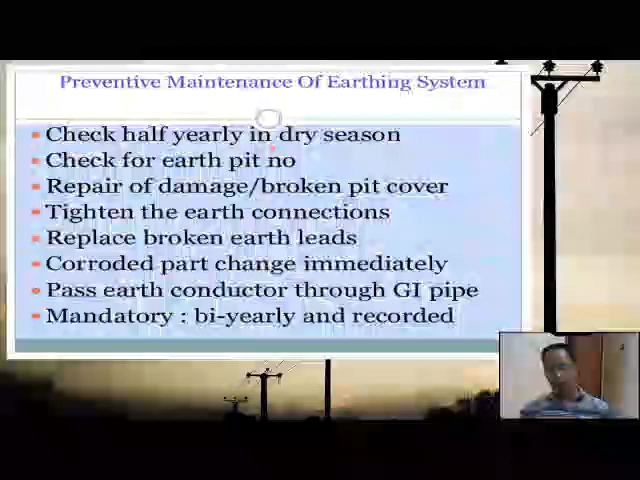 Preventive Maintenance Of Earthing System
Check half yearly in dry season
Check for earth pit no
Repair of damage/broken pit cover
Tighten the earth connections
Replace broken earth leads
Corroded part change immediately
Pass earth conductor through GI pipe
Mandatory : bi-yearly and recorded